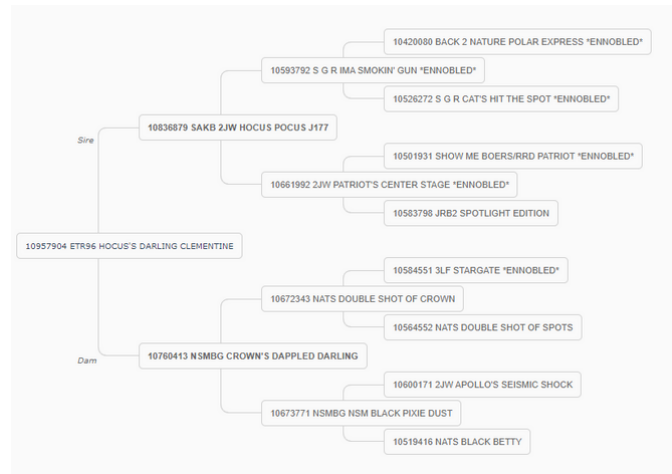 10420080 BACK 2 NATURE POLAR EXPRESS *ENNOBLED*
10593792 S G R IMA SMOKIN' GUN *ENNOBLED*
10526272 S G R CAT'S HIT THE SPOT *ENNOBLED*
10836879 SAKB 2JW HOCUS POCUS J177
Sire
10501931 SHOW ME BOERS/RRD PATRIOT *ENNOBLED*
10661992 2JW PATRIOT'S CENTER STAGE *ENNOBLED*
10583798 JRB2 SPOTLIGHT EDITION
10957904 ETR96 HOCUS'S DARLING CLEMENTINE
10584551 3LF STARGATE *ENNOBLED*
10672343 NATS DOUBLE SHOT OF CROWN
10564552 NATS DOUBLE SHOT OF SPOTS
10760413 NSMBG CROWN'S DAPPLED DARLING
Dam
10600171 2JW APOLLO'S SEISMIC SHOCK
10673771 NSMBG NSM BLACK PIXIE DUST
10519416 NATS BLACK BETTY